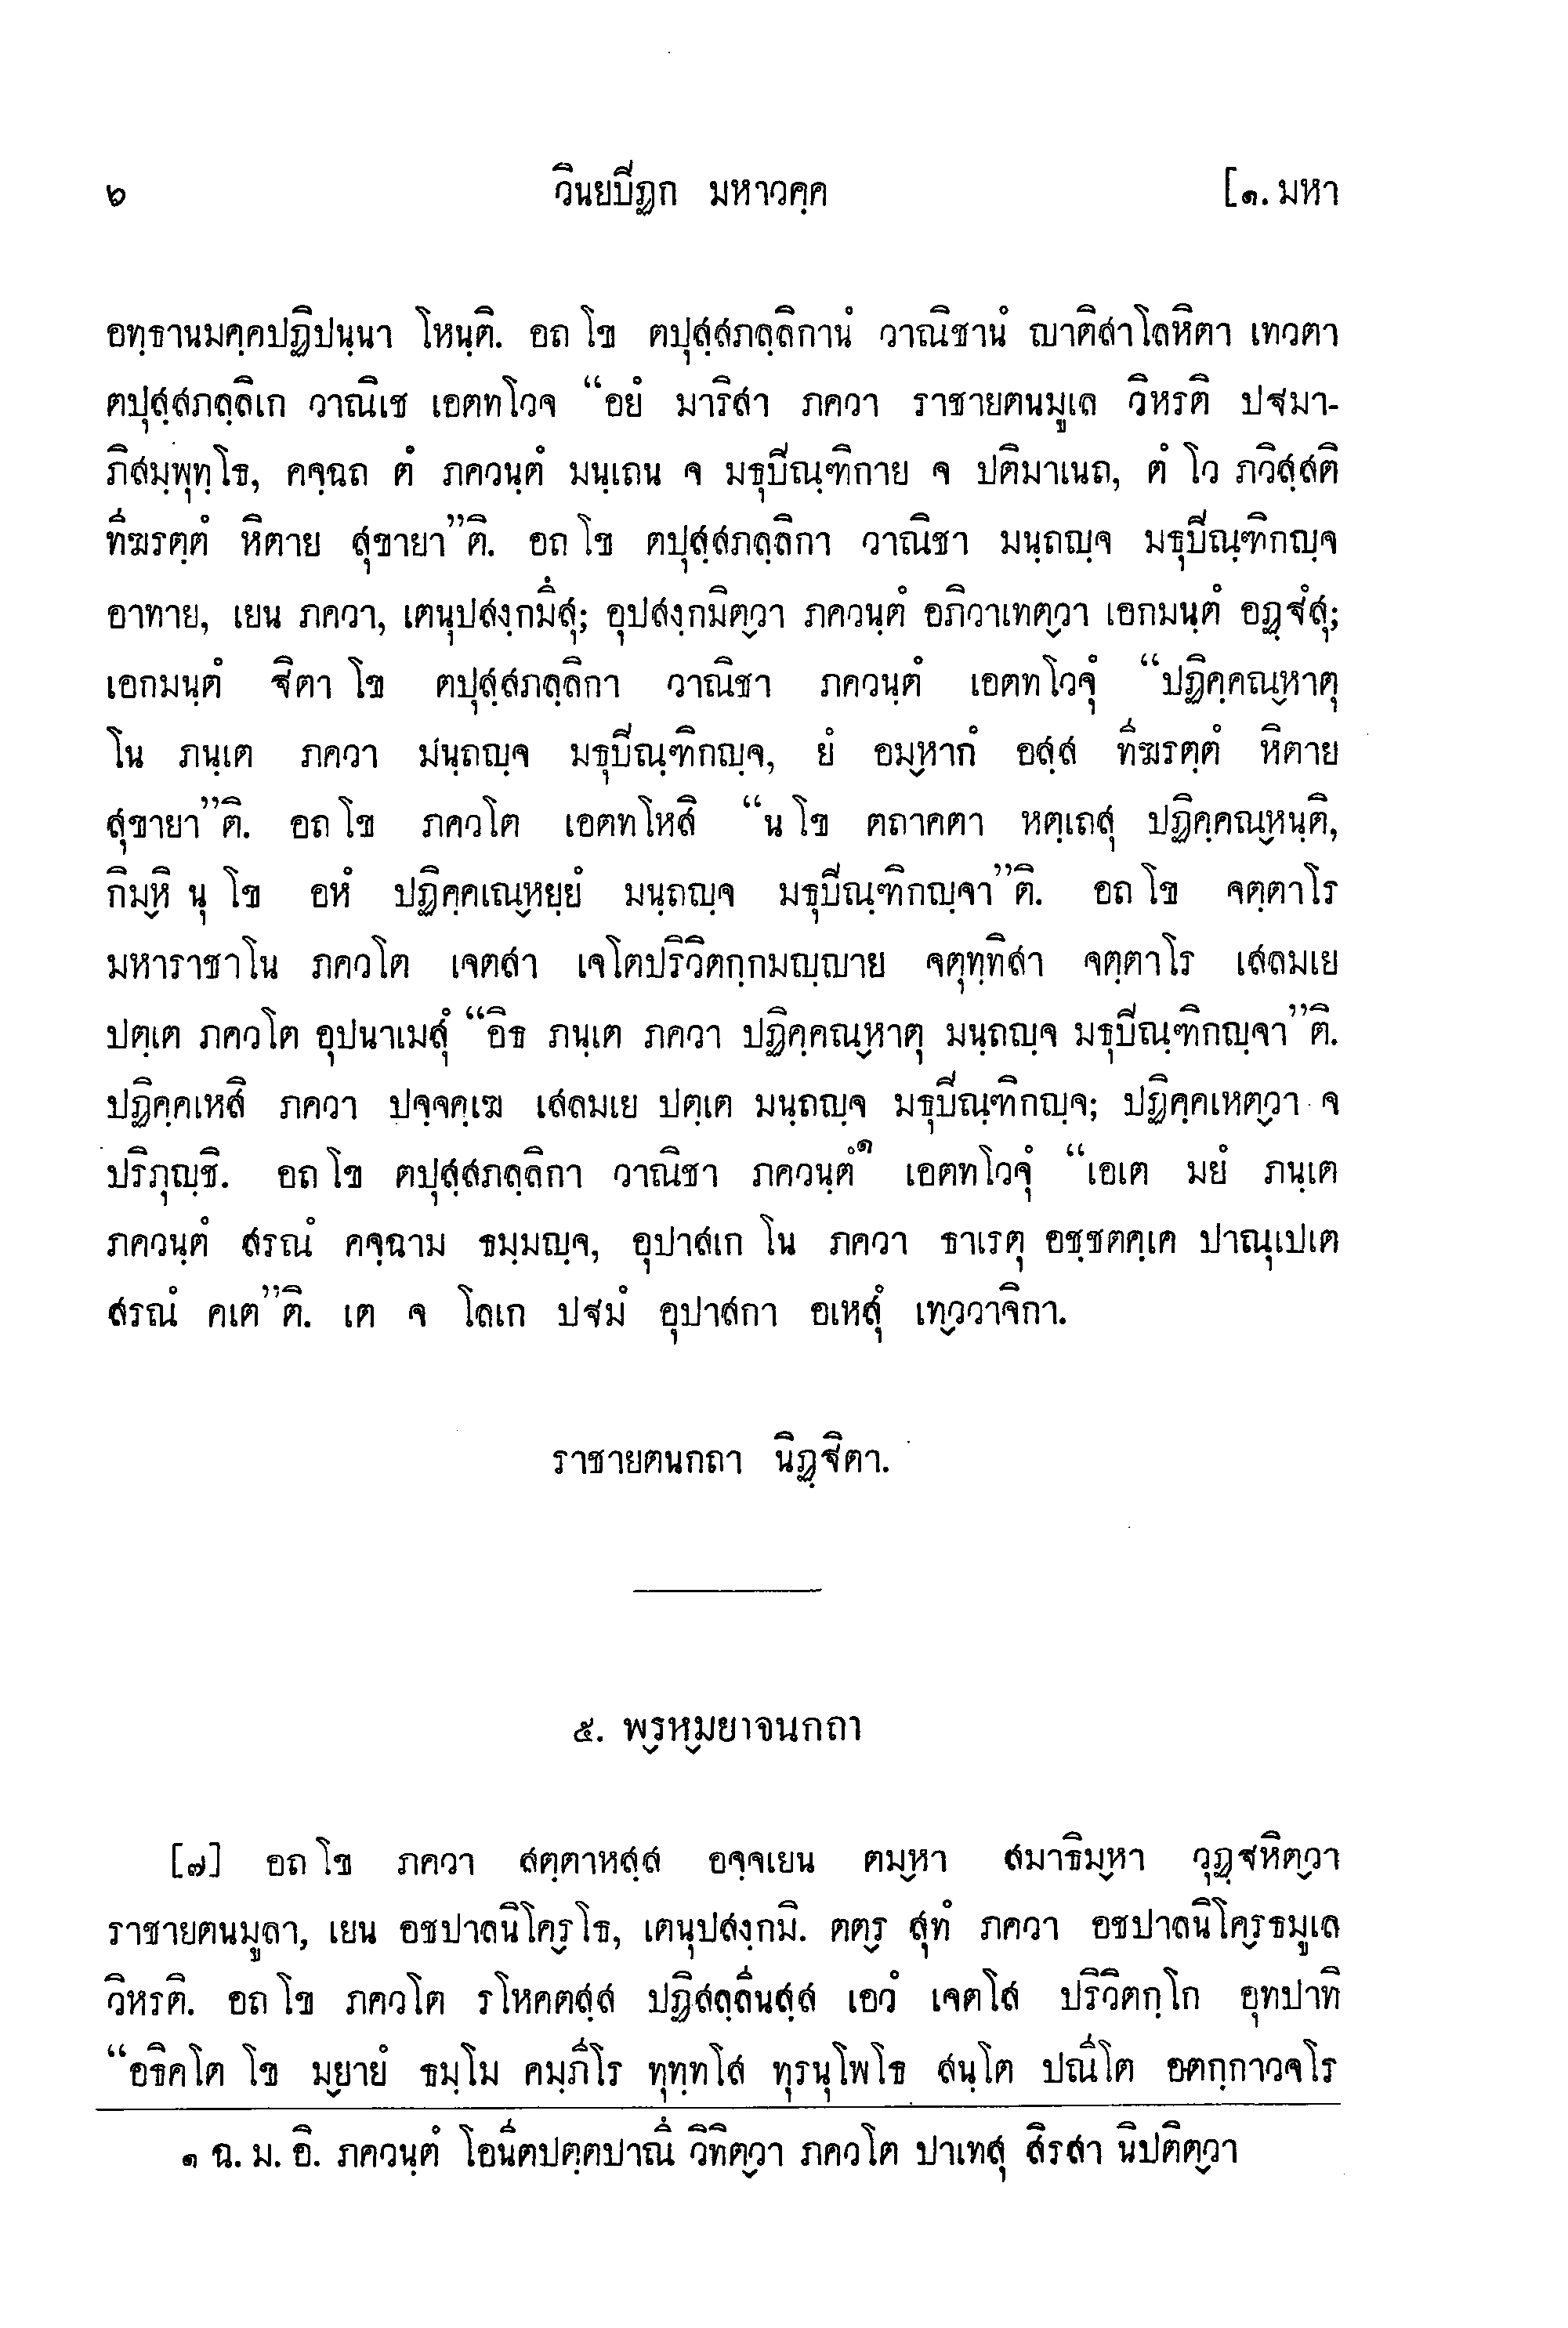 ๖ วินยปิฏก มหาวคฺค [๑. มหา
อทฺธานมคฺคปฏิปนฺนา โหนฺติ. อถ โข ตปุสฺสภลฺลิกานํ วาณิชานํ ญาติสาโลหิตา เทวตา
ตปุสฺสภลฺลิเก วาณิเช เอตทโวจ “อยํ มาริสา ภควา ราชายตนมูเล วิหรติ ปฐมา-
ภิสมฺพุทฺโธ, คจฺฉถ ตํ ภควนฺตํ มนฺเถน จ มธุปิณฺฑิกาย จ ปติมาเนถ, ตํ โว ภวิสฺสติ
ทีฆรตฺตํ หิตาย สุขายา”ติ. อถ โข ตปุสฺสภลฺลิกา วาณิชา มนฺถญฺจ มธุปิณฺฑิกญฺจ
อาทาย, เยน ภควา, เตนุปสงฺกมึสุ; อุปสงฺกมิตฺวา ภควนฺตํ อภิวาเทตฺวา เอกมนฺตํ อฏฺฐํสุ;
เอกมนฺตํ ฐิตา โข ตปุสฺสภลฺลิกา วาณิชา ภควนฺตํ เอตทโวจุํ “ปฏิคฺคณฺหาตุ
โน ภนฺเต ภควา มนฺถญฺจ มธุปิณฺฑิกญฺจ, ยํ อมฺหากํ อสฺส ทีฆรตฺตํ หิตาย
สุขายา”ติ. อถ โข ภควโต เอตทโหสิ “น โข ตถาคตา หตฺเถสุ ปฏิคฺคณฺหนฺติ,
กิมฺหิ นุ โข อหํ ปฏิคฺคเณฺหยฺยํ มนฺถญฺจ มธุปิณฺฑิกญฺจา”ติ. อถ โข จตฺตาโร
มหาราชาโน ภควโต เจตสา เจโตปริวิตกฺกมญฺญาย จตุทฺทิสา จตฺตาโร เสลมเย
ปตฺเต ภควโต อุปนาเมสุํ “อิธ ภนฺเต ภควา ปฏิคฺคณฺหาตุ มนฺถญฺจ มธุปิณฺฑิกญฺจา”ติ.
ปฏิคฺคเหสิ ภควา ปจฺจคฺเฆ เสลมเย ปตฺเต มนฺถญฺจ มธุปิณฺฑิกญฺจ; ปฏิคฺคเหตฺวา จ
ปริภุญฺชิ. อถ โข ตปุสฺสภลฺลิกา วาณิชา ภควนฺตํ๑ เอตทโวจุํ “เอเต มยํ ภนฺเต
ภควนฺตํ สรณํ คจฺฉาม ธมฺมญฺจ, อุปาสเก โน ภควา ธาเรตุ อชฺชตคฺเค ปาณุเปเต
สรณํ คเต”ติ. เต จ โลเก ปฐมํ อุปาสกา อเหสุํ เทฺววาจิกา.
ราชายตนกถา นิฏฺฐิตา.
๕. พฺรหฺมยาจนกถา
[๗] อถ โข ภควา สตฺตาหสฺส อจฺจเยน ตมฺหา สมาธิมฺหา วุฏฺฐหิตฺวา
ราชายตนมูลา, เยน อชปาลนิโคฺรโธ, เตนุปสงฺกมิ. ตตฺร สุทํ ภควา อชปาลนิโคฺรธมูเล
วิหรติ. อถ โข ภควโต รโหคตสฺส ปฏิสลฺลีนสฺส เอวํ เจตโส ปริวิตกฺโก อุทปาทิ
“อธิคโต โข มฺยายํ ธมฺโม คมฺภีโร ทุทฺทโส ทุรนุโพโธ สนฺโต ปณีโต อตกฺกาวจโร
๑ ฉ. ม. อิ. ภควนฺตํ โอนีตปตฺตปาณึ วิทิตฺวา ภควโต ปาเทสุ สิรสา นิปติตฺวา